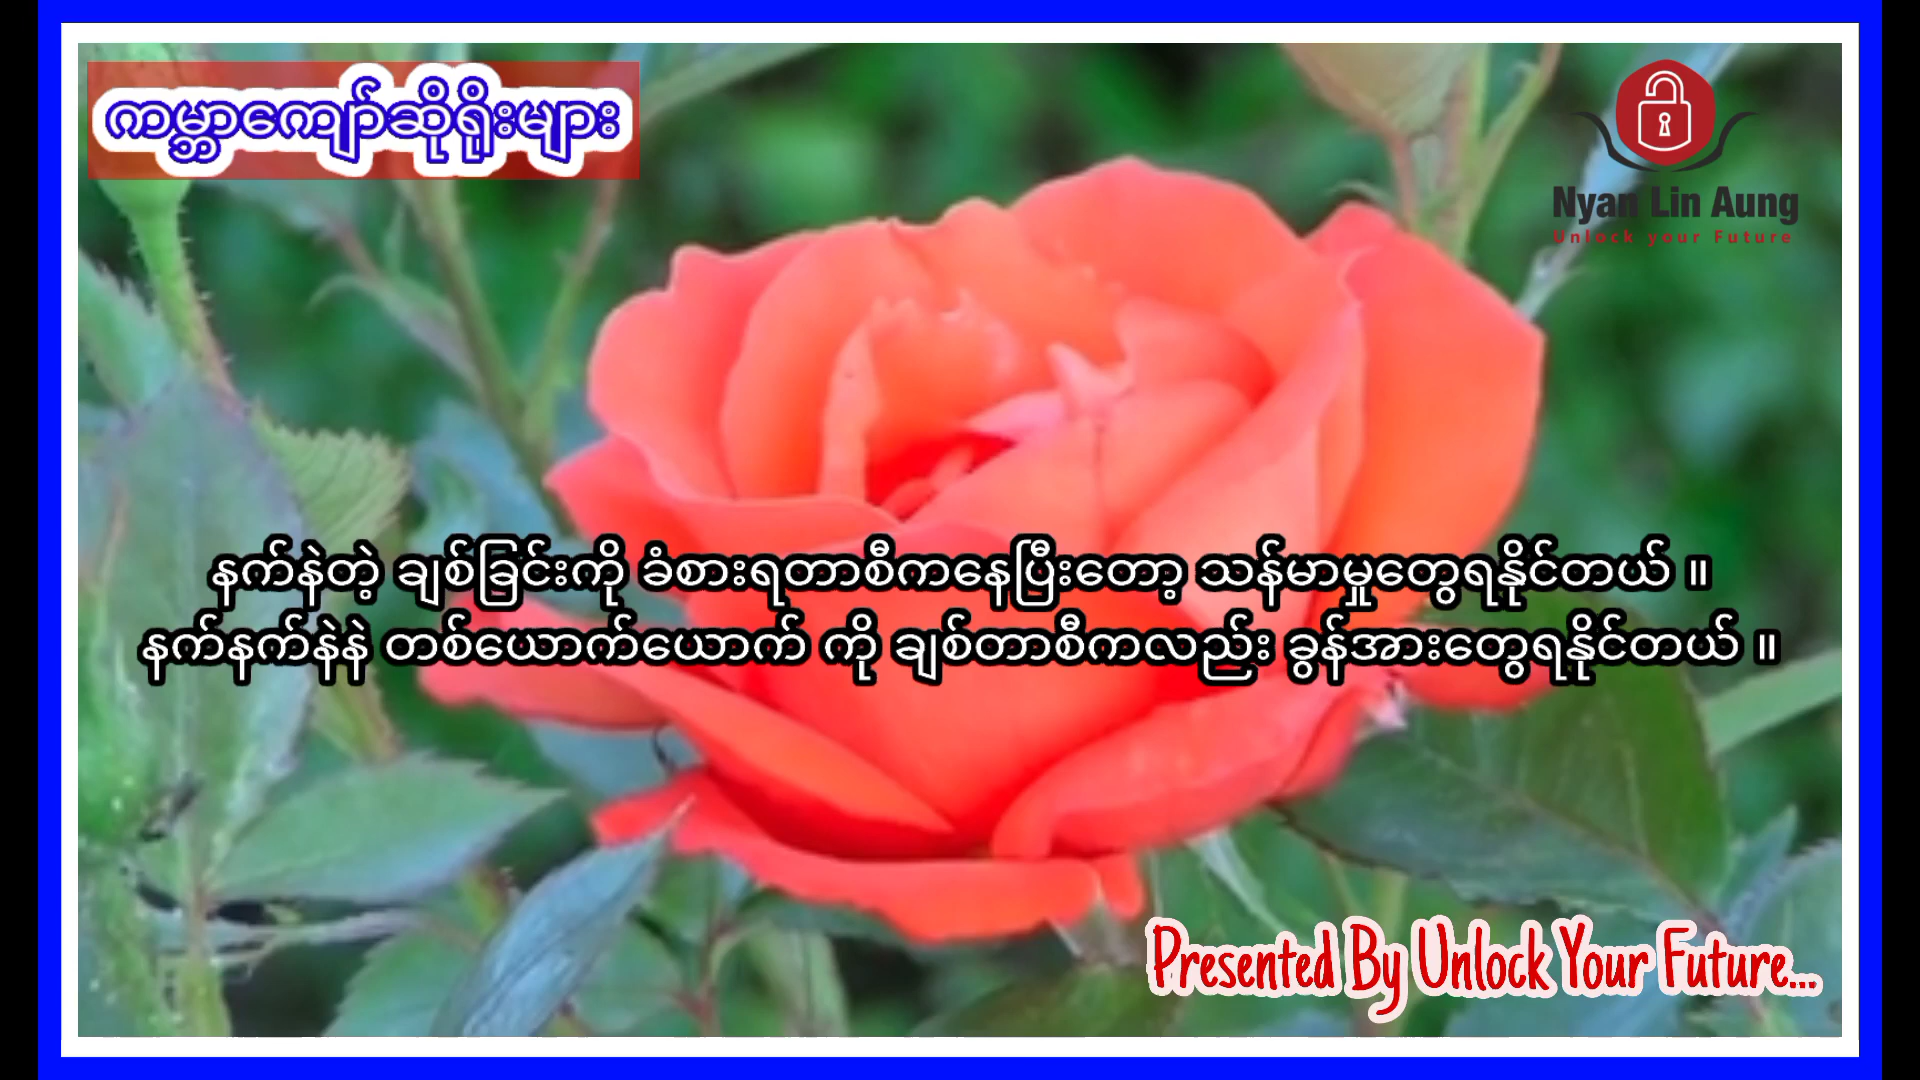 ကမ္ဘာကျော်ဆိုရိုးများ
Nyan Lin Aung
Unlock your Future
နက်နဲတဲ့ ချစ်ခြင်းကို ခံစားရတာစီကနေပြီးတော့ သန်မာမှုတွေရနိုင်တယ် ။
နက်နက်နဲနဲ တစ်ယောက်ယောက် ကို ချစ်တာစီကလည်း ခွန်အားတွေရနိုင်တယ် ။
Presented By Unlock Your Future...